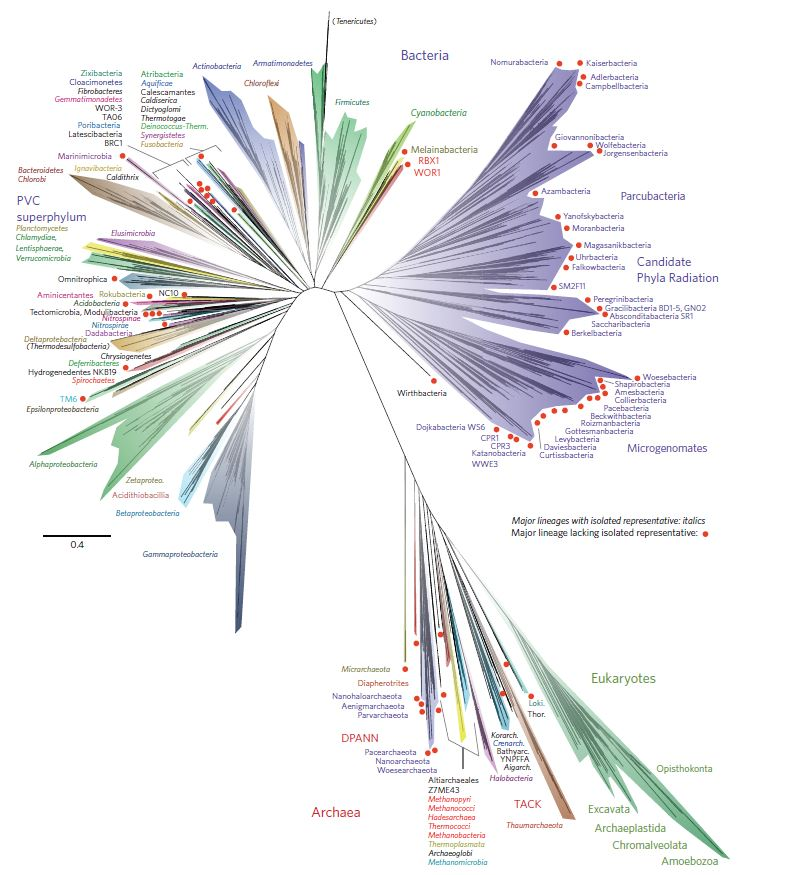 (Tenericutes)
Bacteria
Nomurabacteria
Kaiserbacteria
Adlerbacteria
Campbellbacteria
Zixibacteria
Cloacimonetes
Fibrobacteres
Gemmatimonadetes
WOR-3
TA06
Poribacteria
Latescibacteria
BRC1
Atribacteria
Aquificae
Calescamantes
Caldiserica
Dictyoglomi
Thermotogae
Deinococcus-Therm.
Synergistetes
Fusobacteria
Actinobacteria
Armatimonadetes
Chloroflexi
Firmicutes
Cyanobacteria
Melainabacteria
RBX1
WOR1
Giovannonibacteria
Wolfebacteria
Jorgensenbacteria
Marinimicrobia
Ignavibacteria
Bacteroidetes
Chlorobi
Caldithrix
Azambacteria
Parcubacteria
PVC
superphylum
Planctomycetes
Chlamydiae,
Lentisphaerae,
Verrucomicrobia
Elusimicrobia
Yanofskybacteria
Moranbacteria
Magasanikbacteria
Uhrbacteria
Falkowbacteria
Candidate
Phyla Radiation
SM2F11
Omnitrophica
Aminicentantes
Rokubacteria
NC10
Acidobacteria
Tectomicrobia, Modulibacteria
Nitrospinae
Nitrospirae
Dadabacteria
Deltaproteobacteria
(Thermodesulfobacteria)
Chrysiogenetes
Deferribacteres
Hydrogenedentes NKB19
Spirochaetes
TM6
Epsilonproteobacteria
Peregrinibacteria
Gracilibacteria BD1-5, GN02
Absconditabacteria SR1
Saccharibacteria
Berkelbacteria
Woesebacteria
Shapirobacteria
Amesbacteria
Collierbacteria
Pacebacteria
Beckwithbacteria
Roizmanbacteria
Gottesmanbacteria
Levybacteria
Daviesbacteria
Curtissbacteria
Microgenomates
Wirthbacteria
Dojkabacteria WS6
CPR1
CPR3
Katanobacteria
WWE3
Alphaproteobacteria
Zetaproteo.
Acidithiobacillia
Betaproteobacteria
Gammaproteobacteria
0.4
Major lineages with isolated representative: italics
Major lineage lacking isolated representative:
Micrarchaeota
Diapherotrites
Nanohaloarchaeota
Aenigmarchaeota
Parvarchaeota
DPANN
Pacearchaeota
Nanoarchaeota
Woesearchaeota
Archaea
Altiarchaeales
Z7ME43
Methanopyri
Methanococci
Hadesarchaea
Thermococci
Methanobacteria
Thermoplasmata
Archaeoglobi
Methanomicrobia
Halobacteria
Loki.
Thor.
Korarch.
Crenarch.
Bathyarc.
YNPFFA
Aigarch.
TACK
Thaumarchaeota
Eukaryotes
Opisthokonta
Excavata
Archaeplastida
Chromalveolata
Amoebozoa